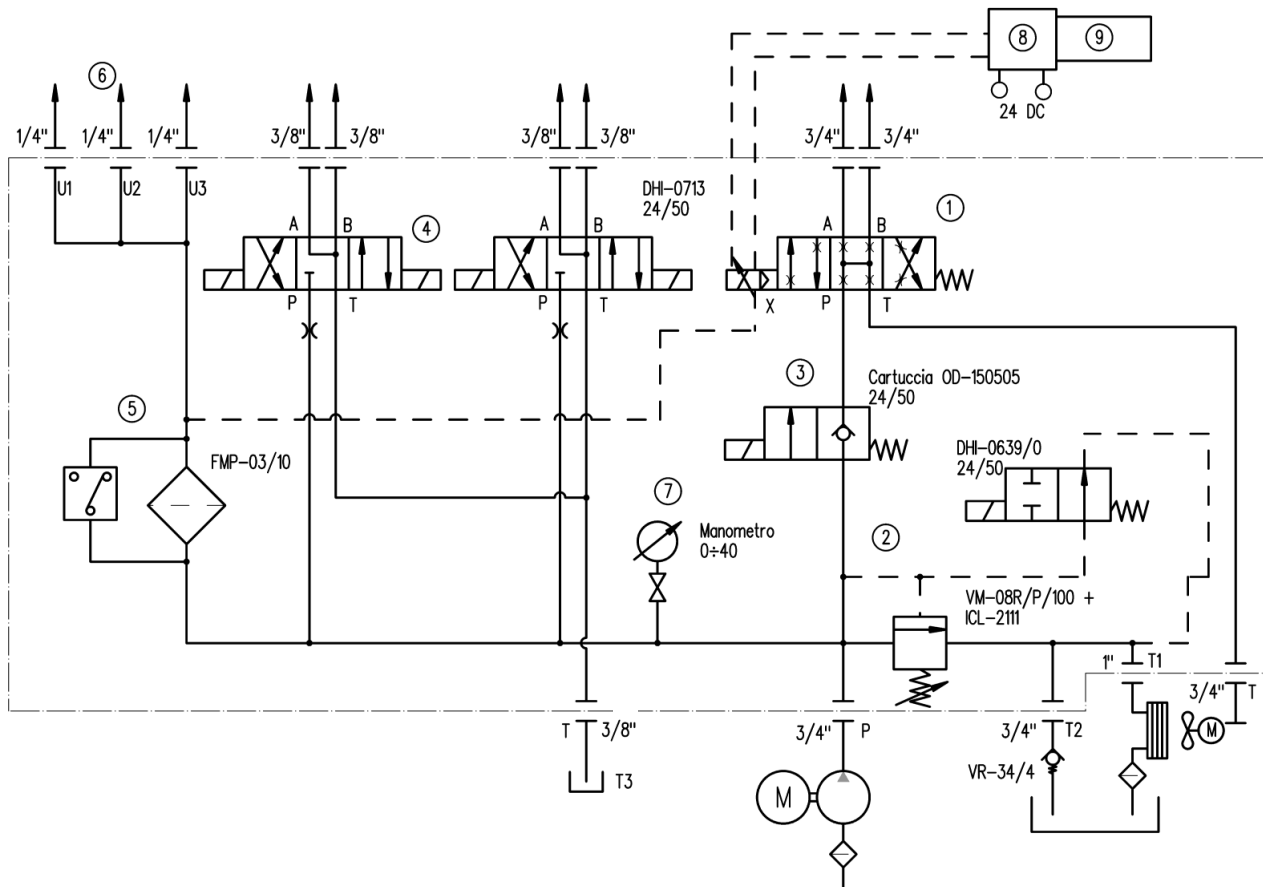 8
9
24 DC
6
1/4"
1/4"
1/4"
3/8"
3/8"
3/8"
3/8"
3/4"
3/4"
U1
U2
U3
DHI-0713
24/50
A
B
4
A
B
A
B
1
P
T
P
T
X
P
T
3
Cartuccia OD-150505
24/50
5
FMP-03/10
DHI-0639/0
24/50
7
Manometro
0÷40
2
VM-08R/P/100 +
ICL-2111
1"
T1
3/4"
T
T
3/8"
3/4"
P
3/4"
T2
M
VR-34/4
T3
M